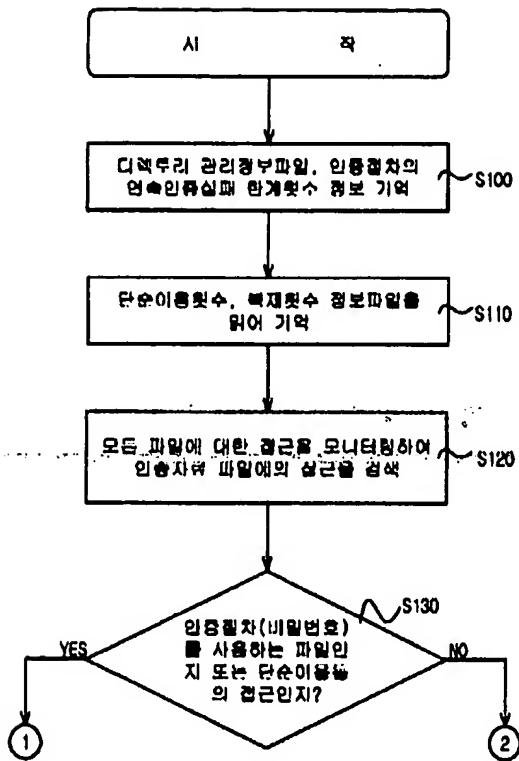 시 작
디렉토리 관리정보파일, 인증절차의
연속인증실패 한계횟수 정보 기억
S100
단순이용횟수, 복제횟수 정보파일을
읽어 기억
S110
모든 파일에 대한 접근을 모니터링하여
파일에의 접근을 검색
S120
S130
인증절차(비밀번호)
를 사용하는 파일인
지 또는 단순이용등
의 접근인지?
YES
NO
1
2